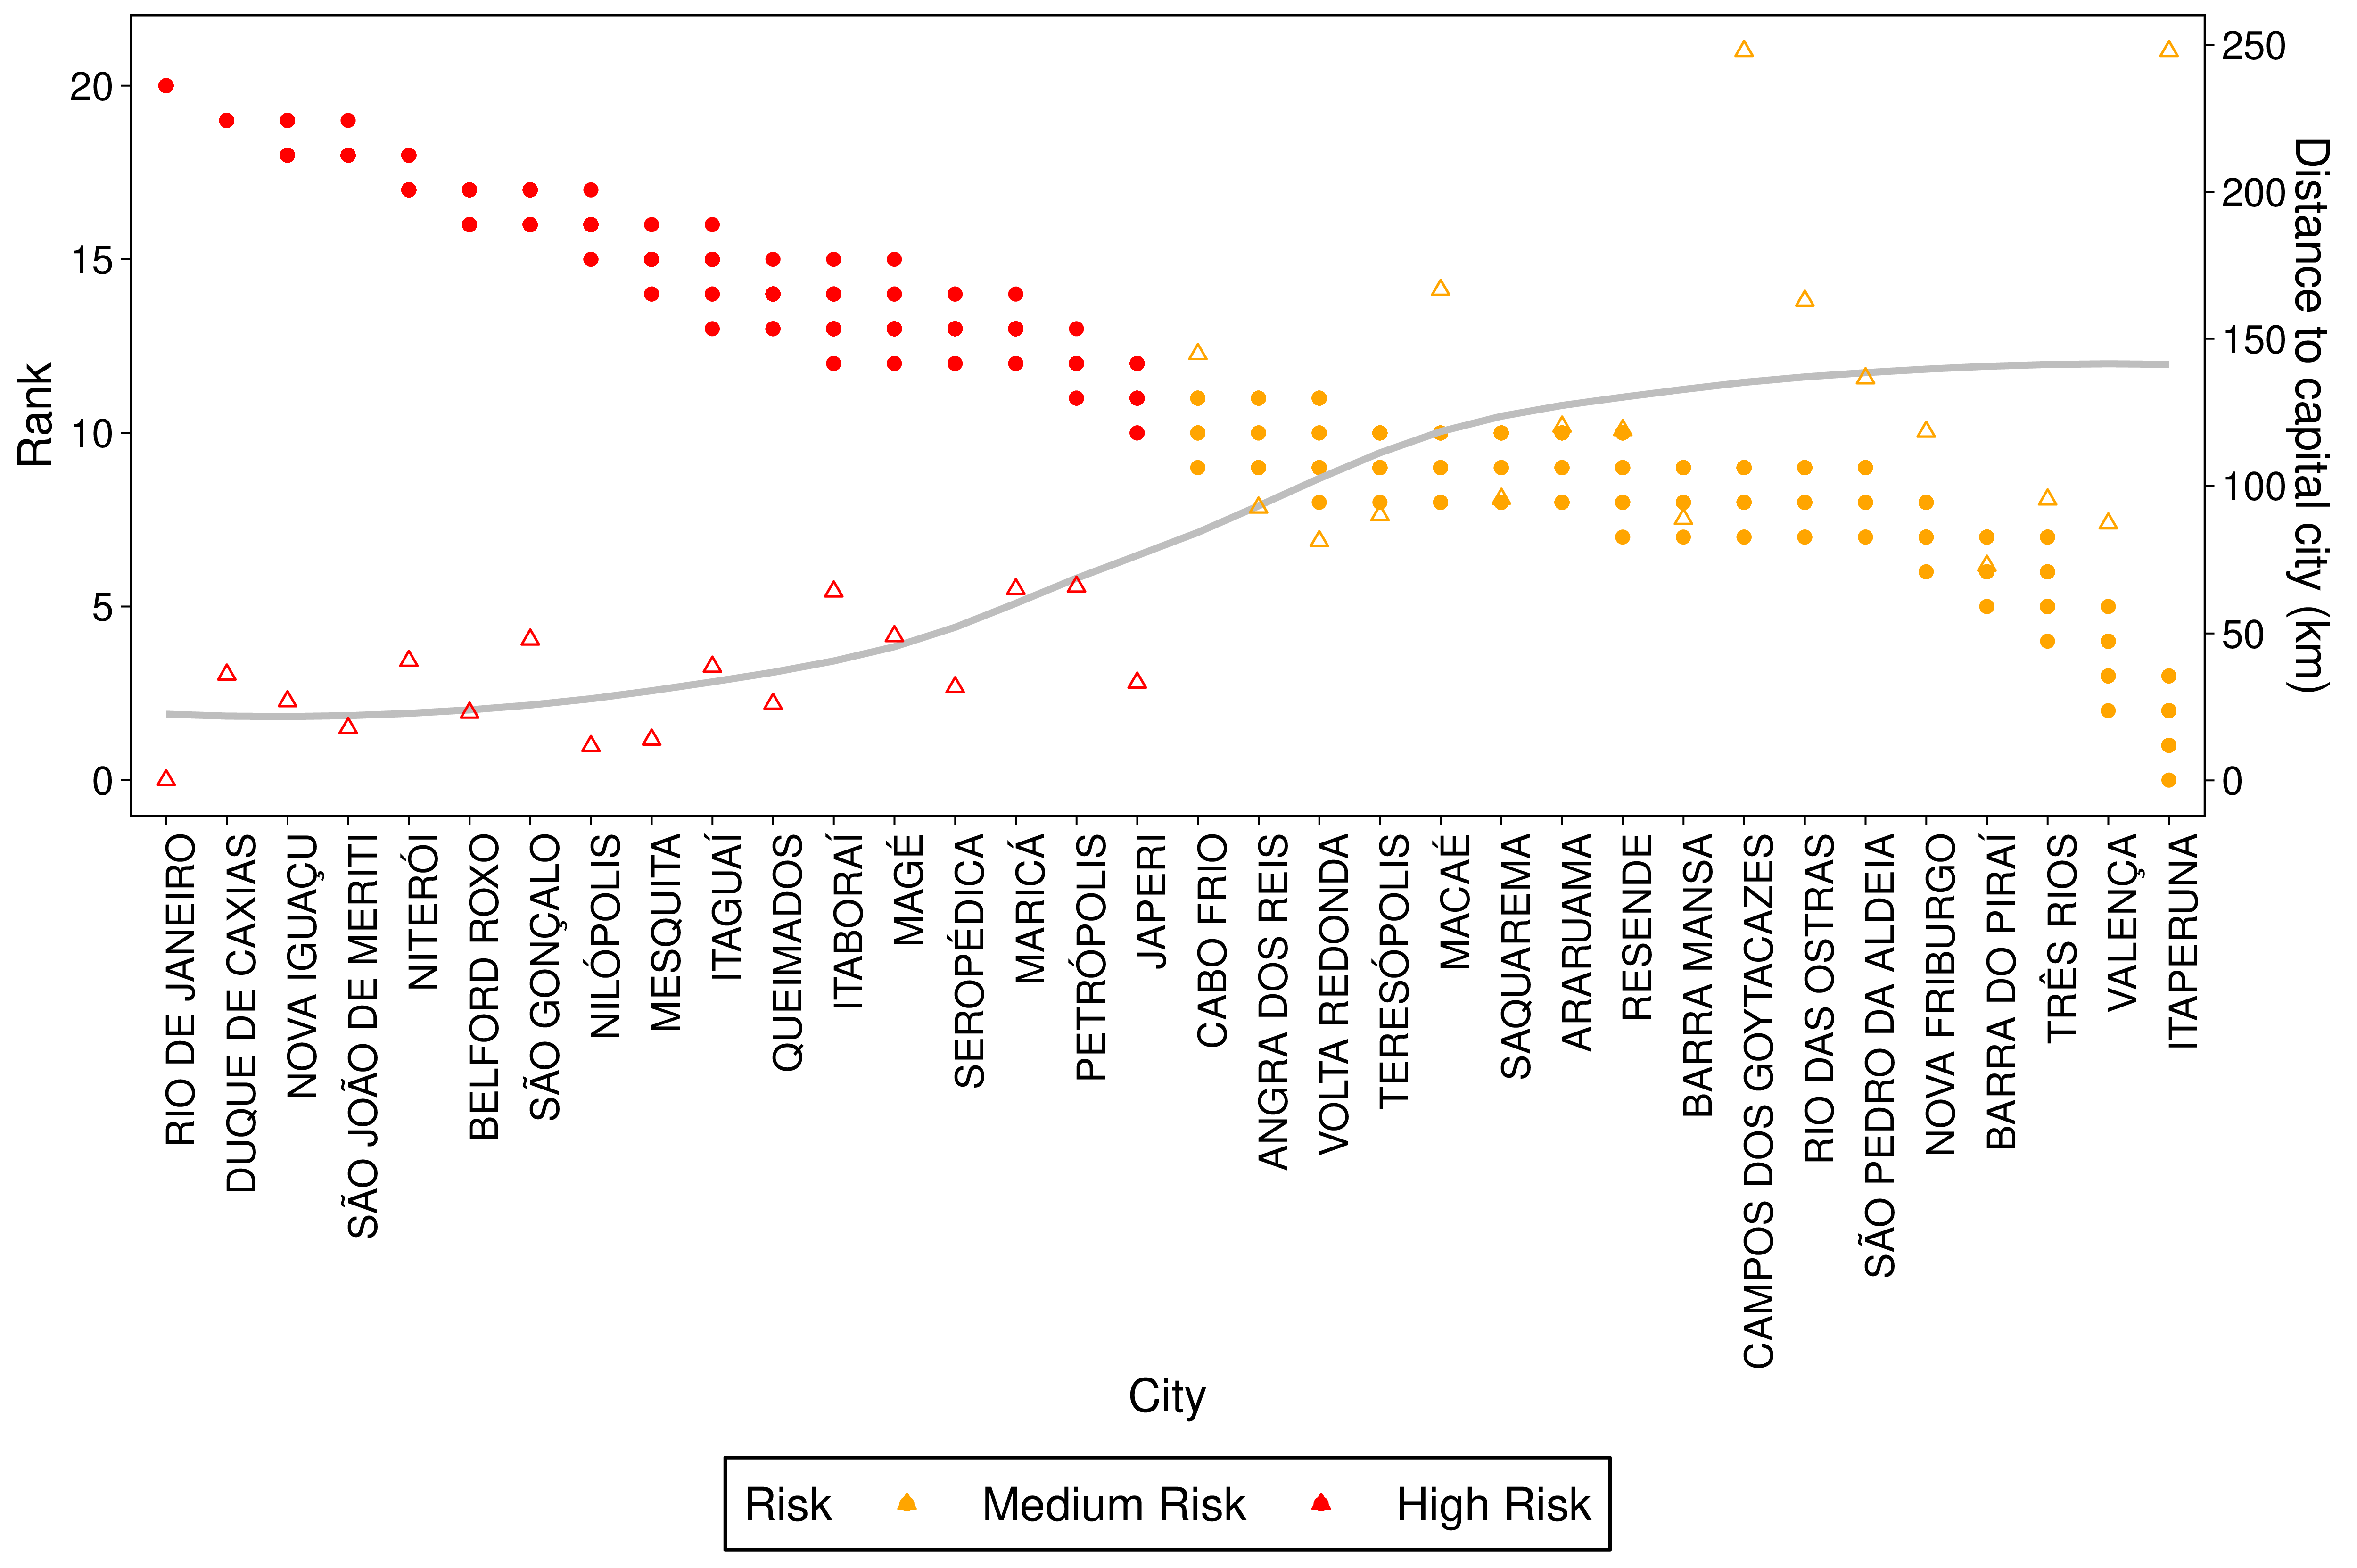 Rank
20
15
10
5
0
250
200
150
100
50
0
Distance to capital city (km)
RIO DE JANEIRO
DUQUE DE CAXIAS
NOVA IGUAÇU
SÃO JOÃO DE MERITI
NITERÓI
BELFORD ROXO
SÃO GONÇALO
NILÓPOLIS
MESQUITA
ITAGUAÍ
QUEIMADOS
ITABORAÍ
MAGÉ
SEROPÉDICA
MARICÁ
PETRÓPOLIS
JAPERI
CABO FRIO
ANGRA DOS REIS
VOLTA REDONDA
TERESÓPOLIS
MACAÉ
SAQUAREMA
ARARUAMA
RESENDE
BARRA MANSA
CAMPOS DOS GOYTACAZES
RIO DAS OSTRAS
SÃO PEDRO DA ALDEIA
NOVA FRIBURGO
BARRA DO PIRAÍ
TRÊS RIOS
VALENÇA
ITAPERUNA
City
Risk Medium Risk High Risk